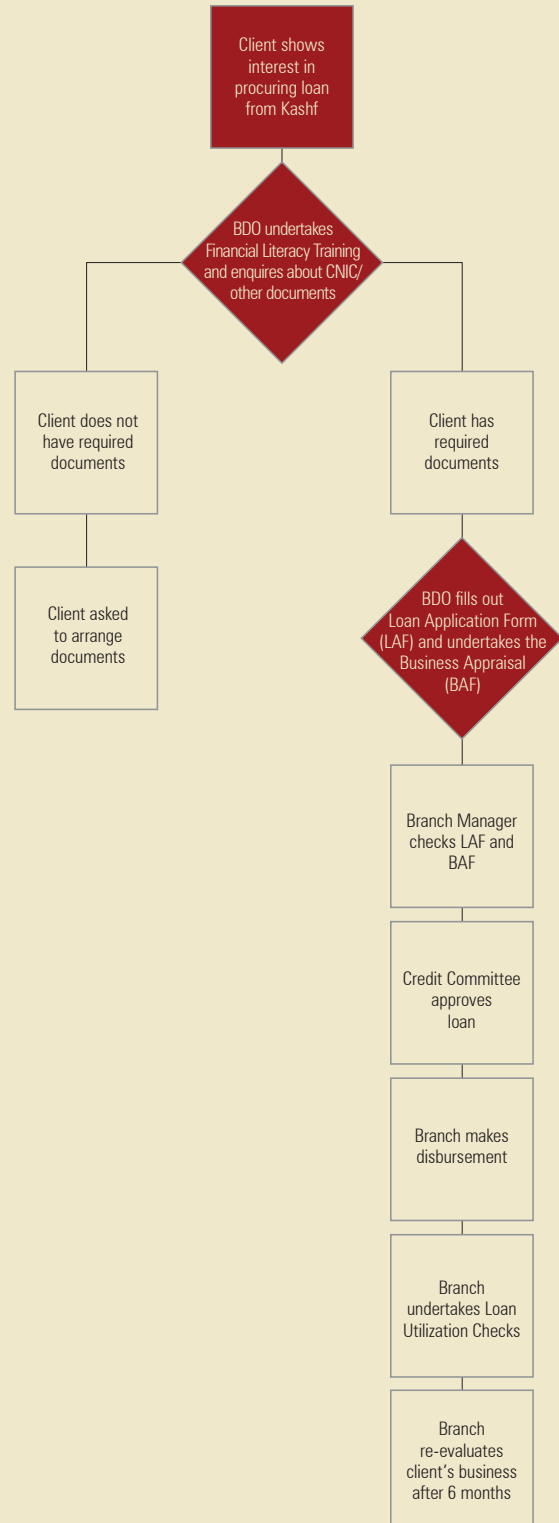 Client shows
interest in
procuring loan
from Kashf
BDO undertakes
Financial Literacy Training
and enquires about CNIC/
other documents
Client does not
have required
documents
Client asked
to arrange
documents
Client has
required
documents
BDO fills out
Loan Application Form
(LAF) and undertakes the
Business Appraisal
(BAF)
Branch Manager
checks LAF and
BAF
Credit Committee
approves
loan
Branch makes
disbursement
Branch
undertakes Loan
Utilization Checks
Branch
re-evaluates
client's business
after 6 months